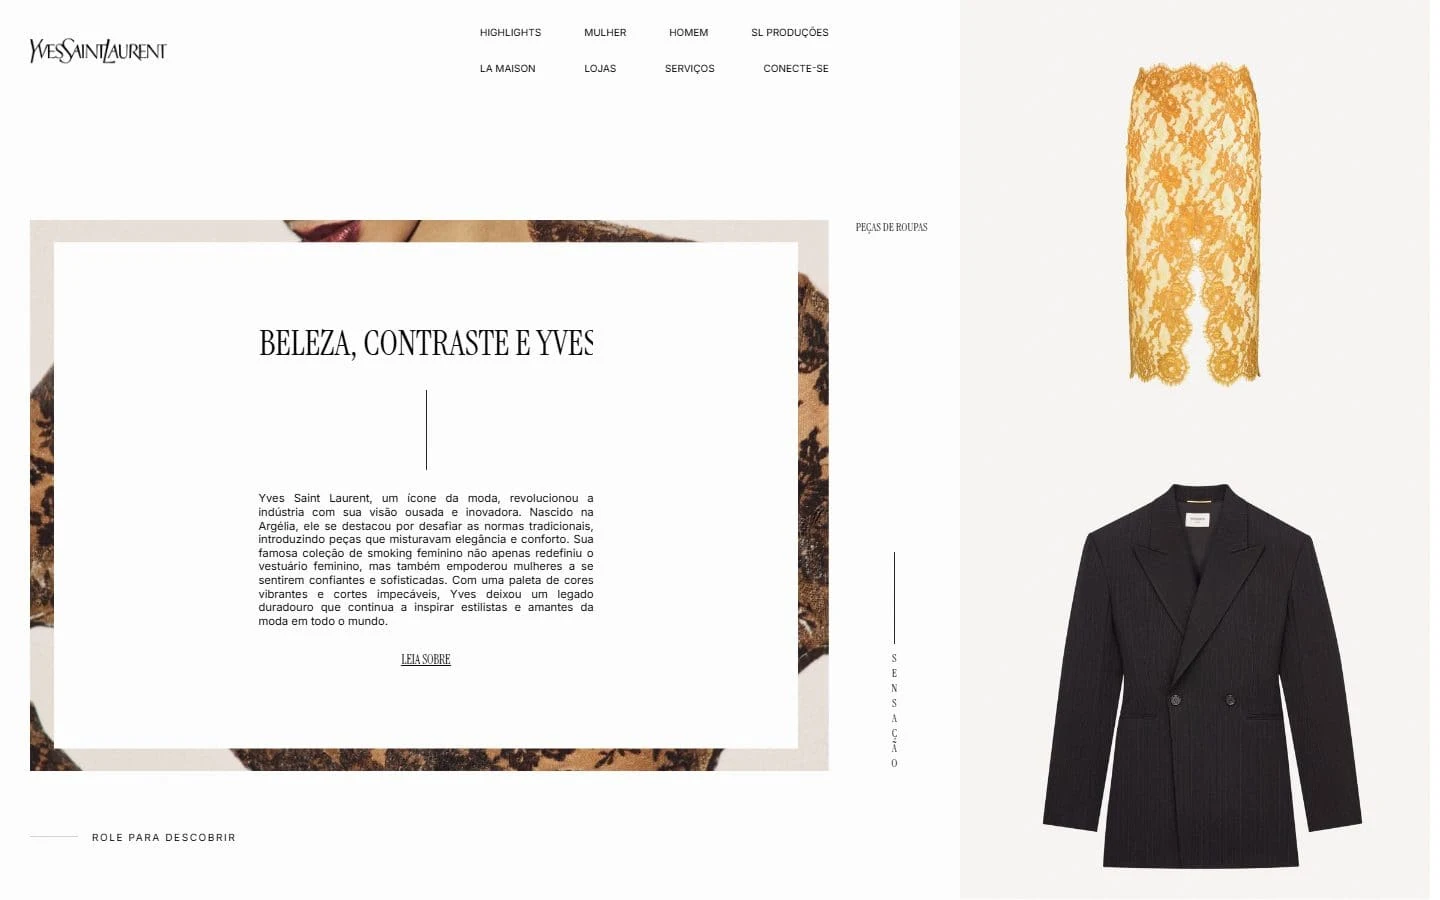 YVESSAINTLAURENT
HIGHLIGHTS MULHER HOMEM SL PRODUÇÕES
LA MAISON LOJAS SERVIÇOS CONECTE-SE
PEÇAS DE ROUPAS
BELEZA, CONTRASTE E YVES
Yves Saint Laurent, um ícone da moda, revolucionou a
indústria com sua visão ousada e inovadora. Nascido na
Argélia, ele se destacou por desafiar as normas tradicionais,
introduzindo peças que misturavam elegância e conforto. Sua
famosa coleção de smoking feminino não apenas redefiniu o
vestuário feminino, mas também empoderou mulheres a se
sentirem confiantes e sofisticadas. Com uma paleta de cores
vibrantes e cortes impecáveis, Yves deixou um legado
duradouro que continua a inspirar estilistas e amantes da
moda em todo o mundo.
LEIA SOBRE
SENSAÇÃO
ROLE PARA DESCOBRIR